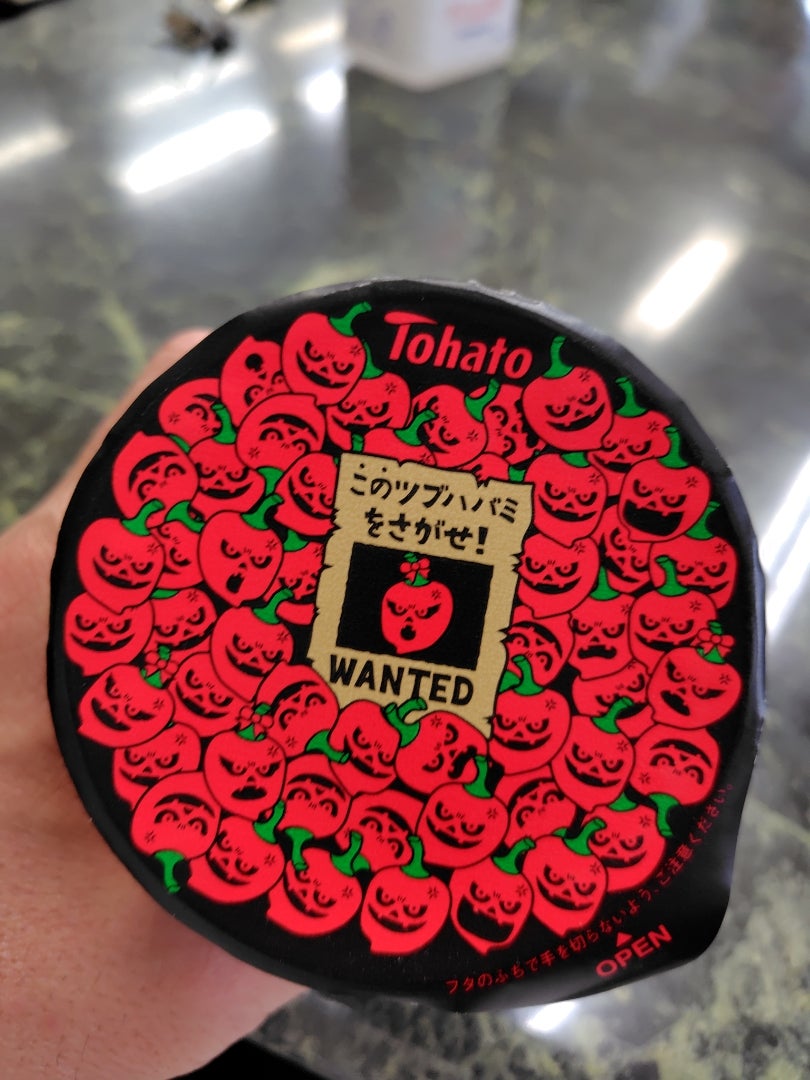 Tohato
このツブハバミ
をさがせ!
WANTED
フタのふちで手を切らないよう、ご注意ください。
OPEN